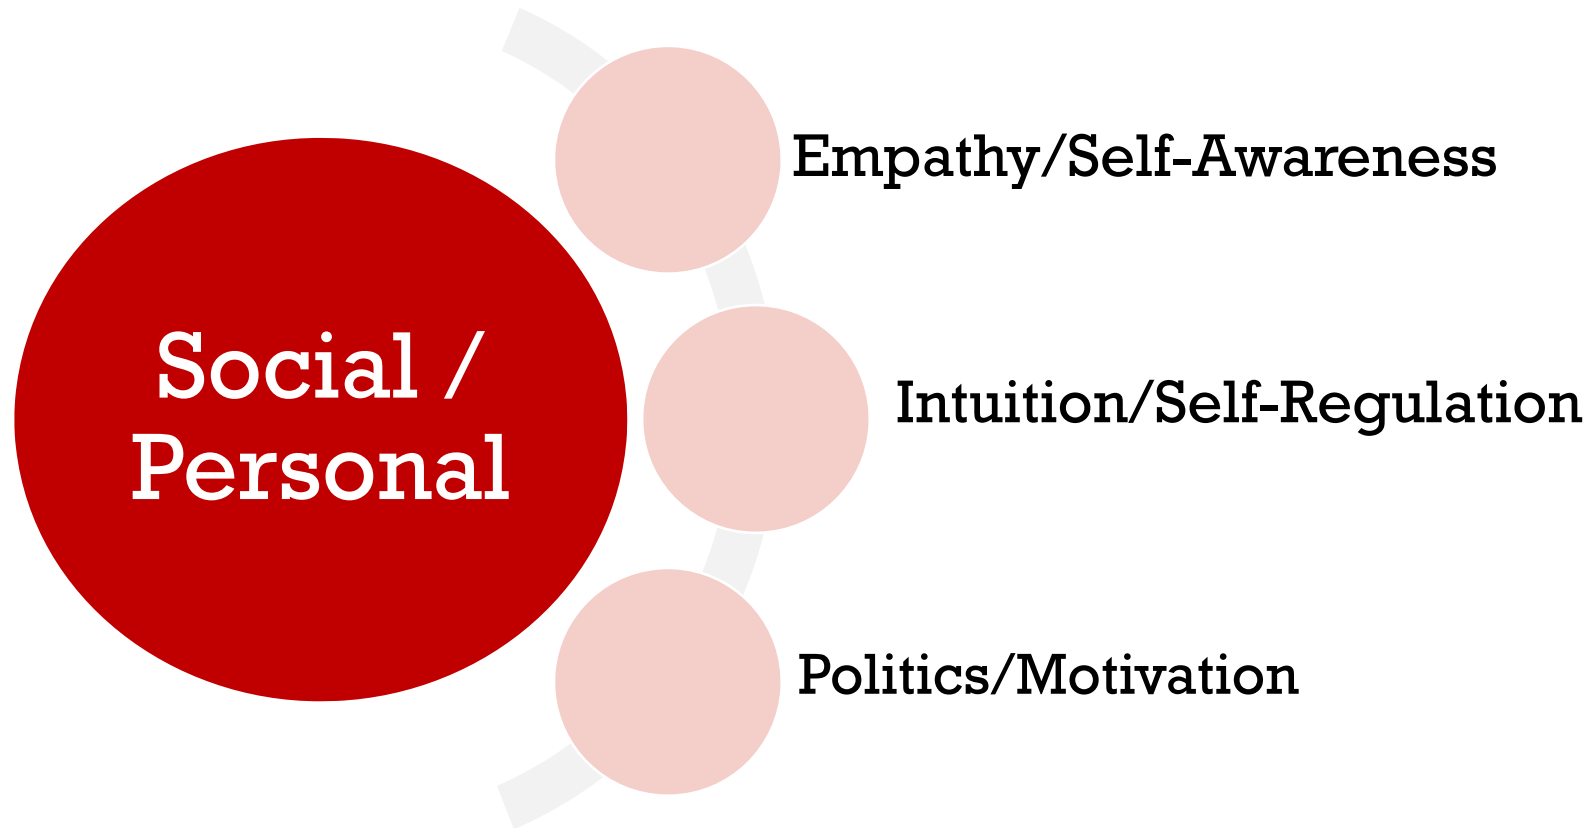 Social /
Personal
Empathy/Self-Awareness
Intuition/Self-Regulation
Politics/Motivation